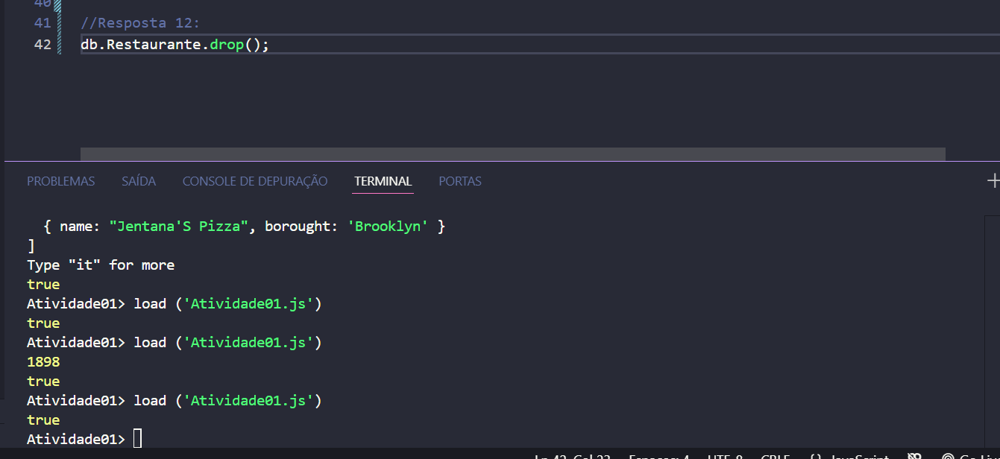 40
41 //Resposta 12:
42 db.Restaurante.drop();
PROBLEMAS SAÍDA CONSOLE DE DEPURAÇÃO TERMINAL PORTAS
{ name: "Jentana'S Pizza", borought: 'Brooklyn' }
]
Type "it" for more
true
Atividade01> load ('Atividade01.js')
true
Atividade01> load ('Atividade01.js')
1898
true
Atividade01> load ('Atividade01.js')
true
Atividade01>
Ln 42, Col 23 Espaços: 4 UTF-8 CRLF {} JavaScript Go Liv